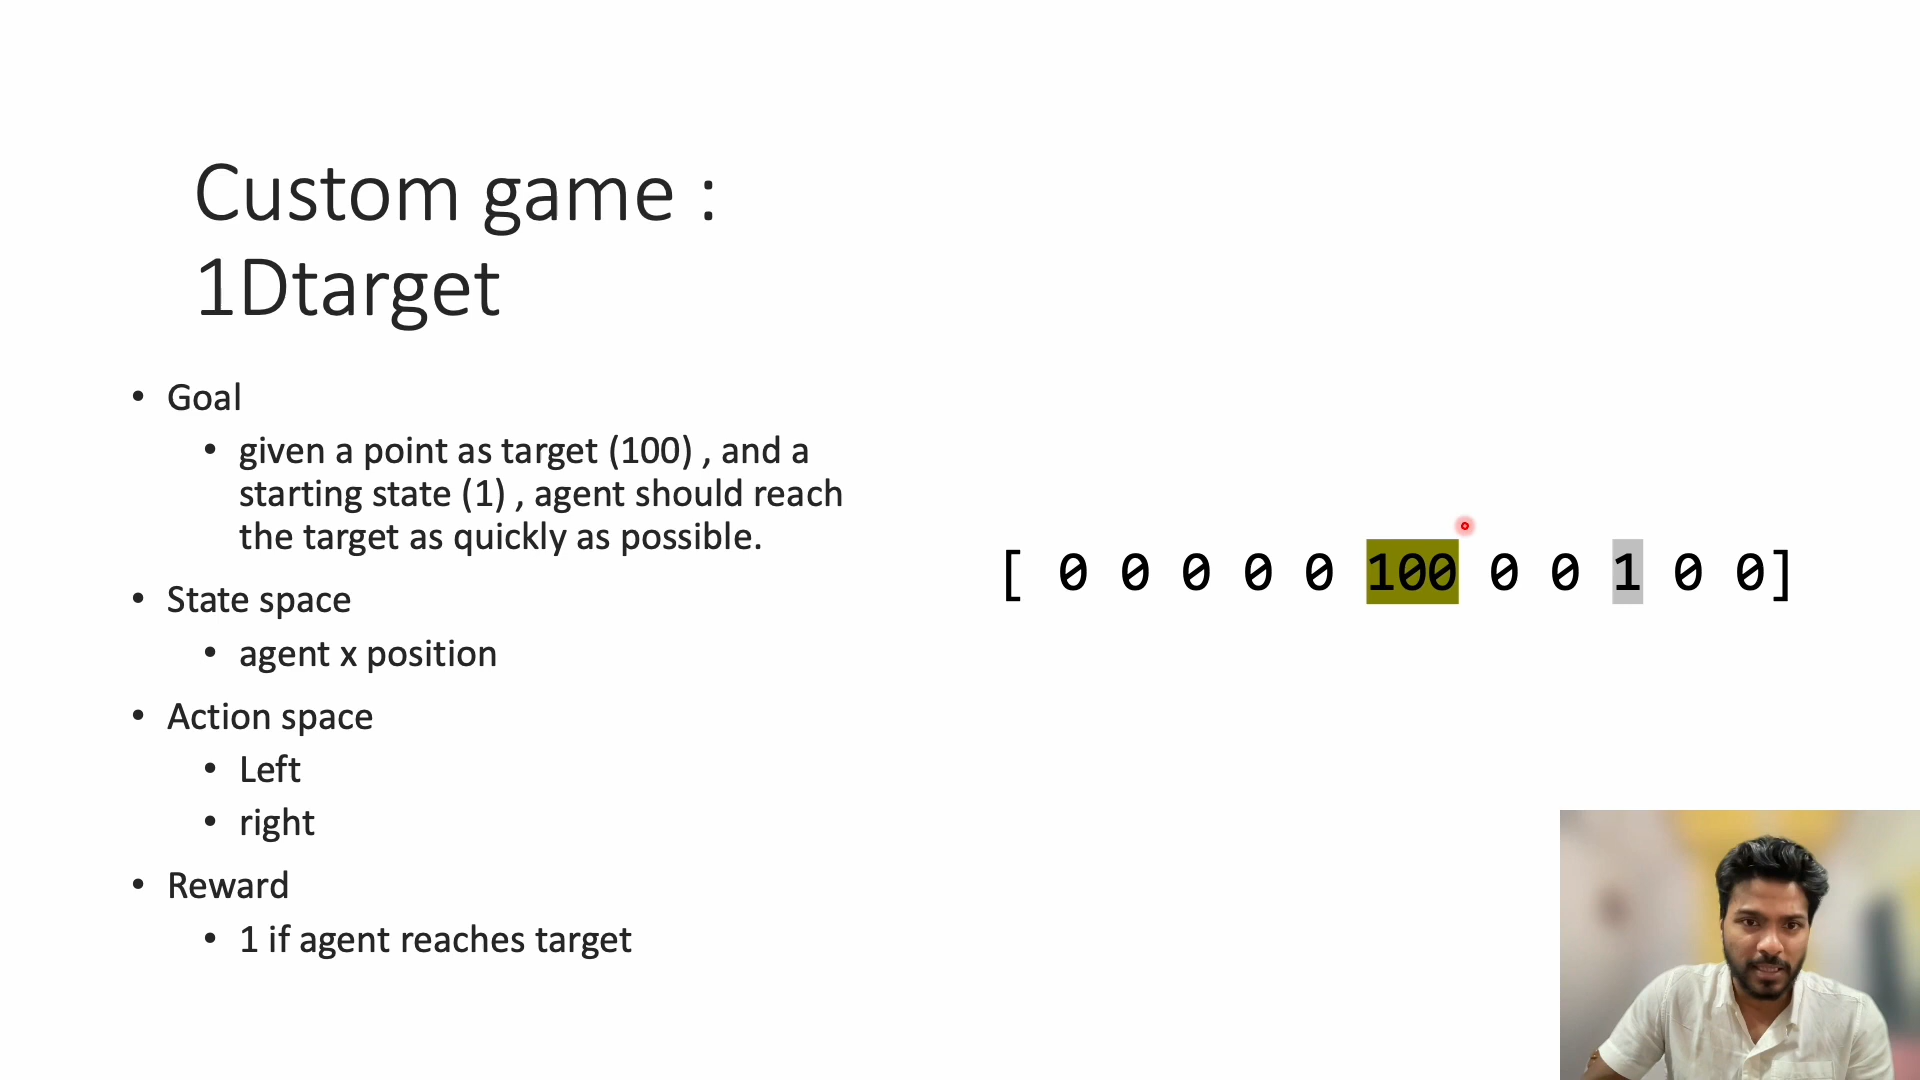 Custom game :
1Dtarget
• Goal
• given a point as target (100) , and a
starting state (1) , agent should reach
the target as quickly as possible.
• State space
• agent x position
• Action space
• Left
• right
• Reward
• 1 if agent reaches target
[ 0 0 0 0 0 100 0 0 1 0 0]